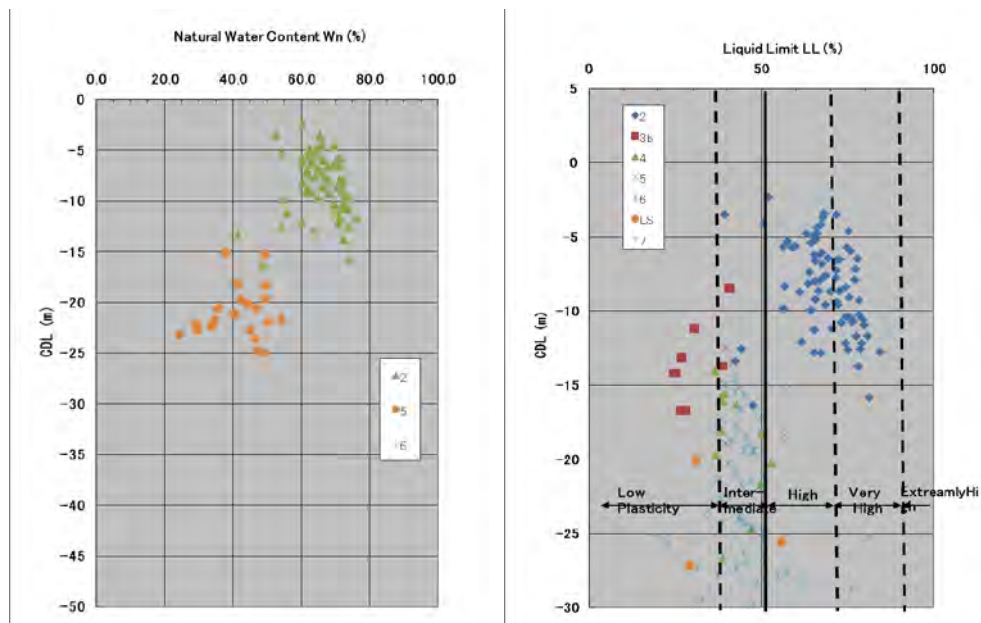 Natural Water Content Wn (%)
0.0 20.0 40.0 60.0 80.0 100.0
0
-5
-10
-15
-20
-25
-30
-35
-40
-45
-50
CDL (m)
2
5
6
Liquid Limit LL (%)
0 50 100
5
0
-5
-10
-15
-20
-25
-30
CDL (m)
2
3b
4
5
6
LS
7
Low Inter- High Very ExtreamlyHi
Plasticity mediate High